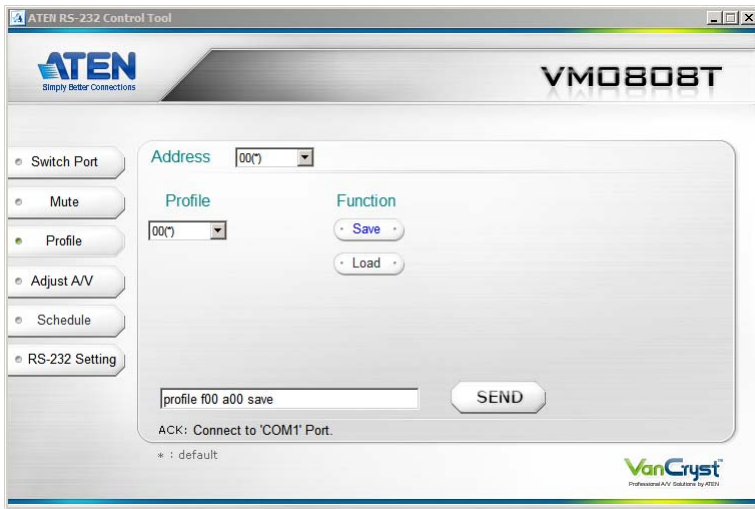 ATEN RS-232 Control Tool
ATEN
Simply Better Connections
VM0808T
Switch Port
Mute
Profile
Adjust A/V
Schedule
RS-232 Setting
Address 00(*)
Profile Function
00(*) Save
Load
profile f00 a00 save SEND
ACK: Connect to 'COM1' Port.
* : default
VanCryst™
Professional A/V Solutions by ATEN